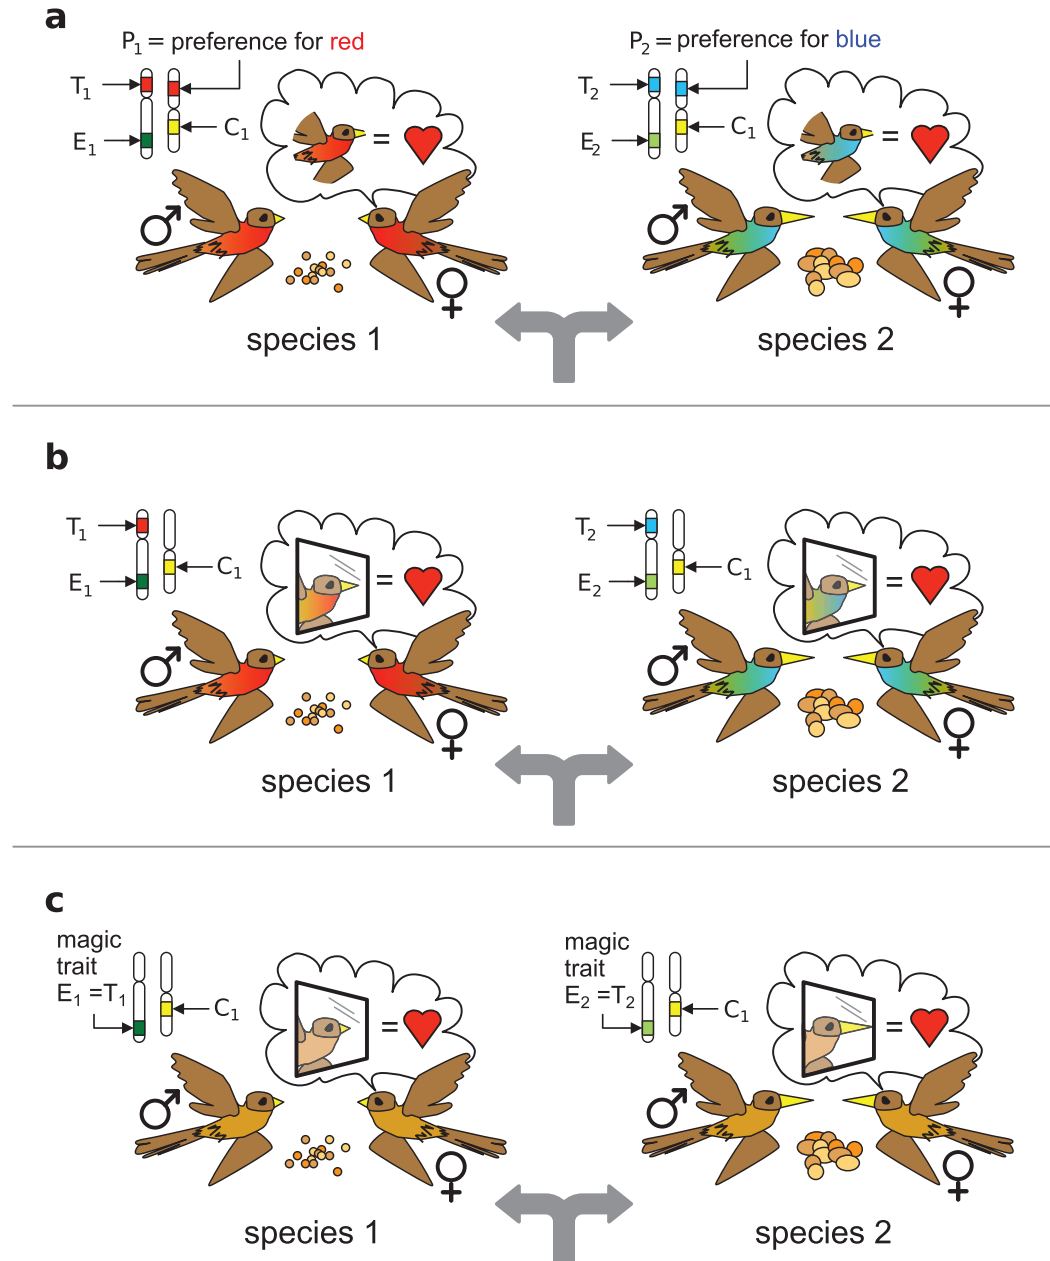 a
P1 = preference for red
T1
E1
C1
P2 = preference for blue
T2
E2
C1
=
=
species 1
species 2
b
T1
E1
C1
T2
E2
C1
=
=
species 1
species 2
c
magic
trait
E1 =T1
C1
magic
trait
E2 =T2
C1
=
=
species 1
species 2